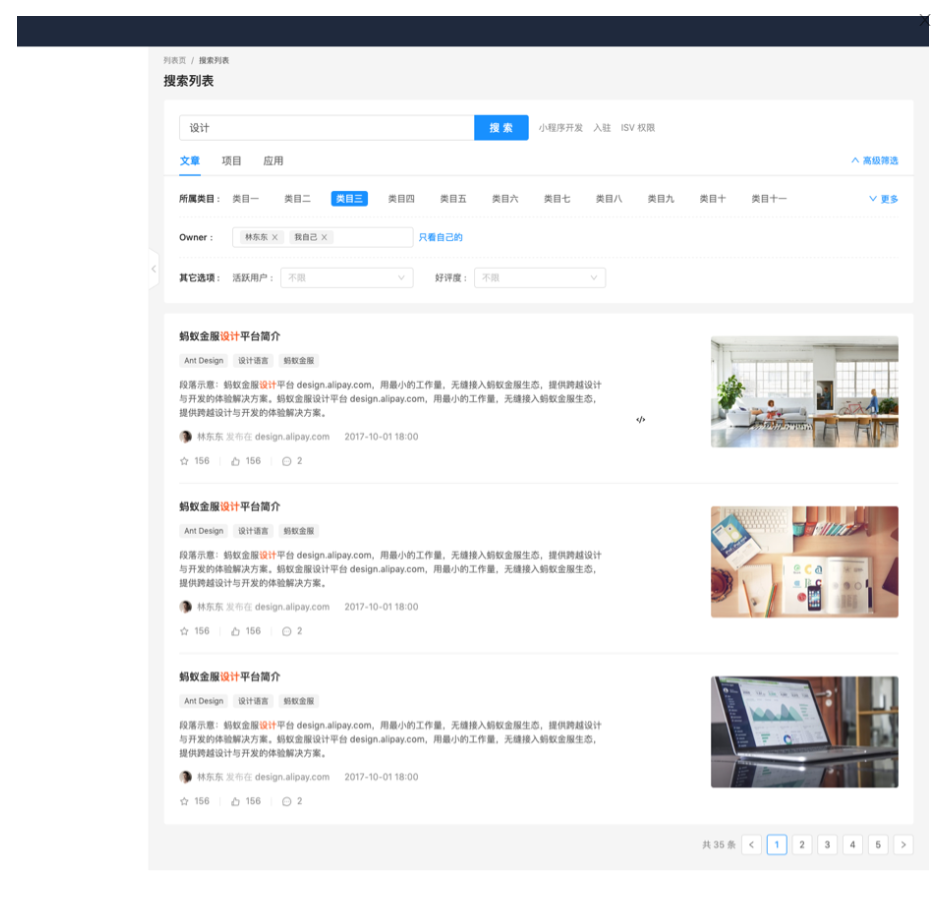 列表页 / 搜索列表
搜索列表
设计 搜 索 小程序开发 入驻 ISV 权限
文章 项目 应用 高级筛选
所属类目： 类目一 类目二 类目三 类目四 类目五 类目六 类目七 类目八 类目九 类目十 类目十一 更多
Owner： 林东东 × 我自己 × 只看自己的
其它选项： 活跃用户： 不限 好评度： 不限
蚂蚁金服设计平台简介
Ant Design 设计语言 蚂蚁金服
段落示意：蚂蚁金服设计平台 design.alipay.com，用最小的工作量，无缝接入蚂蚁金服生态，提供跨越设计
与开发的体验解决方案。蚂蚁金服设计平台 design.alipay.com，用最小的工作量，无缝接入蚂蚁金服生态，
提供跨越设计与开发的体验解决方案。
林东东 发布在 design.alipay.com 2017-10-01 18:00
156 156 2
蚂蚁金服设计平台简介
Ant Design 设计语言 蚂蚁金服
段落示意：蚂蚁金服设计平台 design.alipay.com，用最小的工作量，无缝接入蚂蚁金服生态，提供跨越设计
与开发的体验解决方案。蚂蚁金服设计平台 design.alipay.com，用最小的工作量，无缝接入蚂蚁金服生态，
提供跨越设计与开发的体验解决方案。
林东东 发布在 design.alipay.com 2017-10-01 18:00
156 156 2
蚂蚁金服设计平台简介
Ant Design 设计语言 蚂蚁金服
段落示意：蚂蚁金服设计平台 design.alipay.com，用最小的工作量，无缝接入蚂蚁金服生态，提供跨越设计
与开发的体验解决方案。蚂蚁金服设计平台 design.alipay.com，用最小的工作量，无缝接入蚂蚁金服生态，
提供跨越设计与开发的体验解决方案。
林东东 发布在 design.alipay.com 2017-10-01 18:00
156 156 2
共 35 条 < 1 2 3 4 5 >